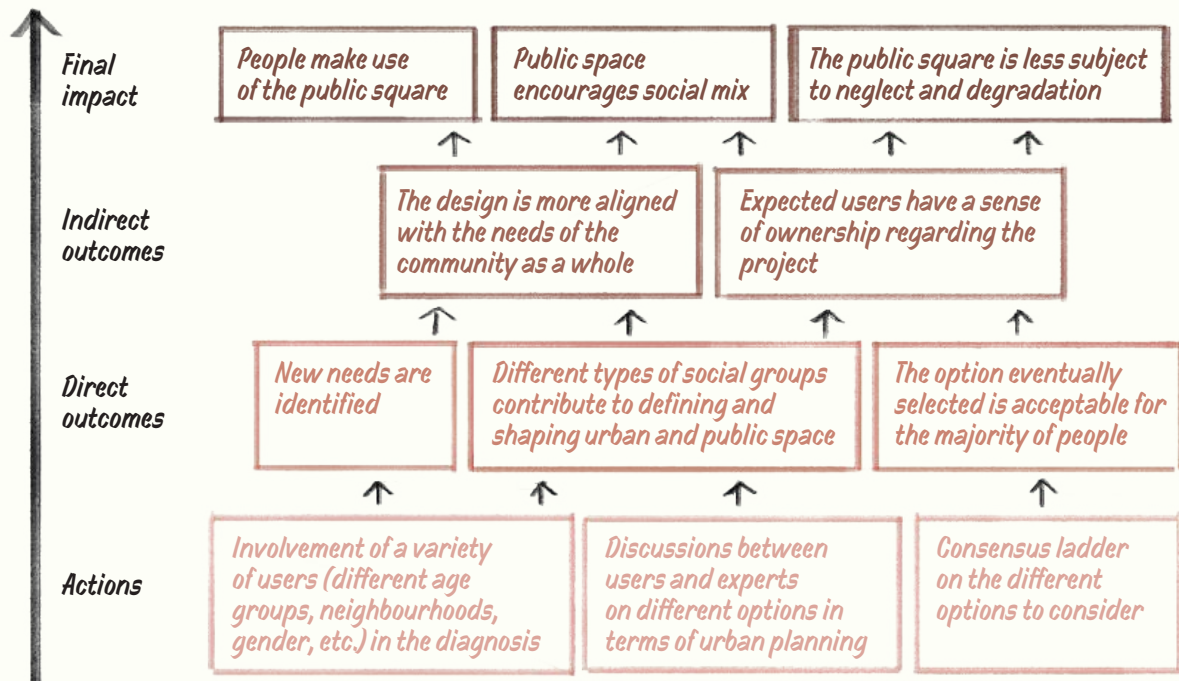 Final
impact
People make use
of the public square
Public space
encourages social mix
The public square is less subject
to neglect and degradation
Indirect
outcomes
The design is more aligned
with the needs of the
community as a whole
Expected users have a sense
of ownership regarding the
project
Direct
outcomes
New needs are
identified
Different types of social groups
contribute to defining and
shaping urban and public space
The option eventually
selected is acceptable for
the majority of people
Actions
Involvement of a variety
of users (different age
groups, neighbourhoods,
gender, etc.) in the diagnosis
Discussions between
users and experts
on different options in
terms of urban planning
Consensus ladder
on the different
options to consider